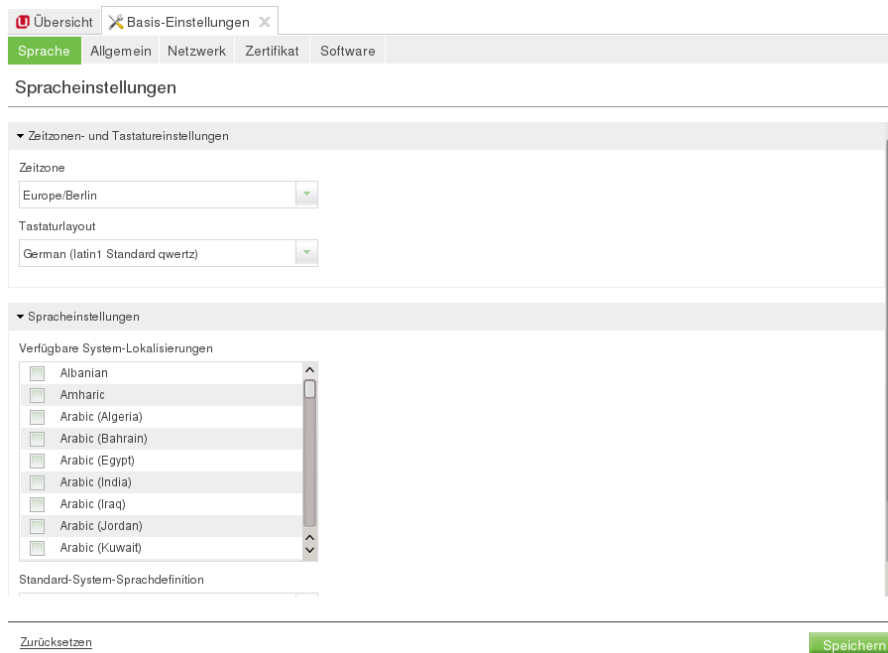 Übersicht Basis-Einstellungen
Sprache Allgemein Netzwerk Zertifikat Software
Spracheinstellungen
Zeitzonen- und Tastatureinstellungen
Zeitzone
Europe/Berlin
Tastaturlayout
German (latin1 Standard qwertz)
Spracheinstellungen
Verfügbare System-Lokalisierungen
Albanian
Amharic
Arabic (Algeria)
Arabic (Bahrain)
Arabic (Egypt)
Arabic (India)
Arabic (Iraq)
Arabic (Jordan)
Arabic (Kuwait)
Standard-System-Sprachdefinition
Zurücksetzen Speichern